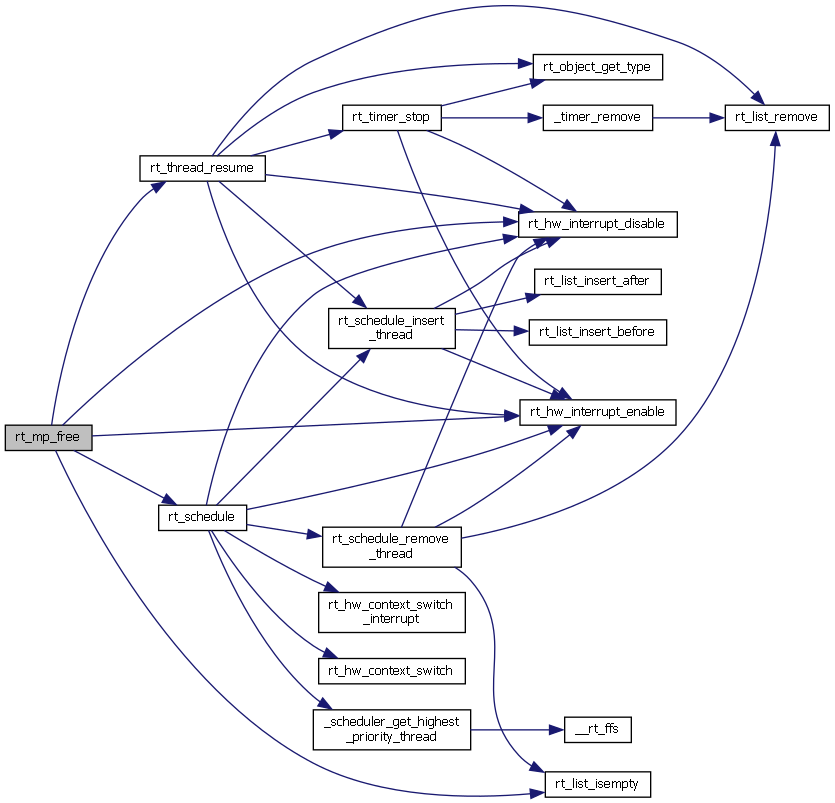 rt_object_get_type
rt_timer_stop
_timer_remove
rt_list_remove
rt_thread_resume
rt_hw_interrupt_disable
rt_list_insert_after
rt_schedule_insert
_thread
rt_list_insert_before
rt_hw_interrupt_enable
rt_mp_free
rt_schedule
rt_schedule_remove
_thread
rt_hw_context_switch
_interrupt
rt_hw_context_switch
_scheduler_get_highest
_priority_thread
__rt_ffs
rt_list_isempty